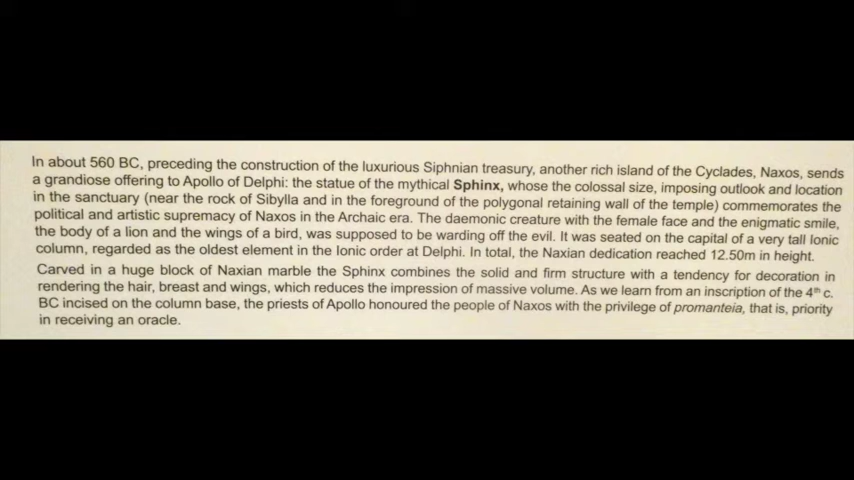 In about 560 BC, preceding the construction of the luxurious Siphnian treasury, another rich island of the Cyclades, Naxos, sends
a grandiose offering to Apollo of Delphi: the statue of the mythical Sphinx, whose the colossal size, imposing outlook and location
in the sanctuary (near the rock of Sibylla and in the foreground of the polygonal retaining wall of the temple) commemorates the
political and artistic supremacy of Naxos in the Archaic era. The daemonic creature with the female face and the enigmatic smile,
the body of a lion and the wings of a bird, was supposed to be warding off the evil. It was seated on the capital of a very tall Ionic
column, regarded as the oldest element in the Ionic order at Delphi. In total, the Naxian dedication reached 12.50m in height.
Carved in a huge block of Naxian marble the Sphinx combines the solid and firm structure with a tendency for decoration in
rendering the hair, breast and wings, which reduces the impression of massive volume. As we learn from an inscription of the 4th c.
BC incised on the column base, the priests of Apollo honoured the people of Naxos with the privilege of promanteia, that is, priority
in receiving an oracle.